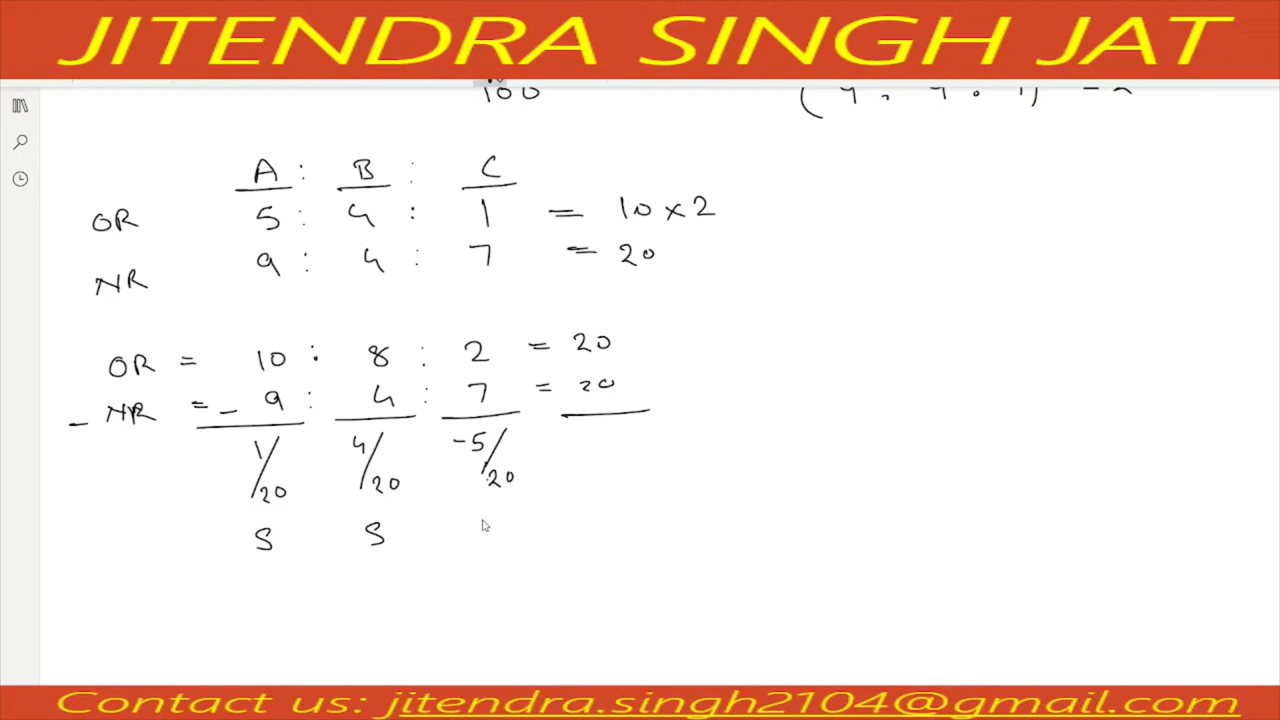 JITENDRA SINGH JAT
100
A : B : C
OR 5 : 4 : 1 = 10 x 2
NR 9 : 4 : 7 = 20
OR = 10 : 8 : 2 = 20
- NR = - 9 : 4 : 7 = 20
1/20 4/20 -5/20
S S
Contact us: jitendra.singh2104@gmail.com